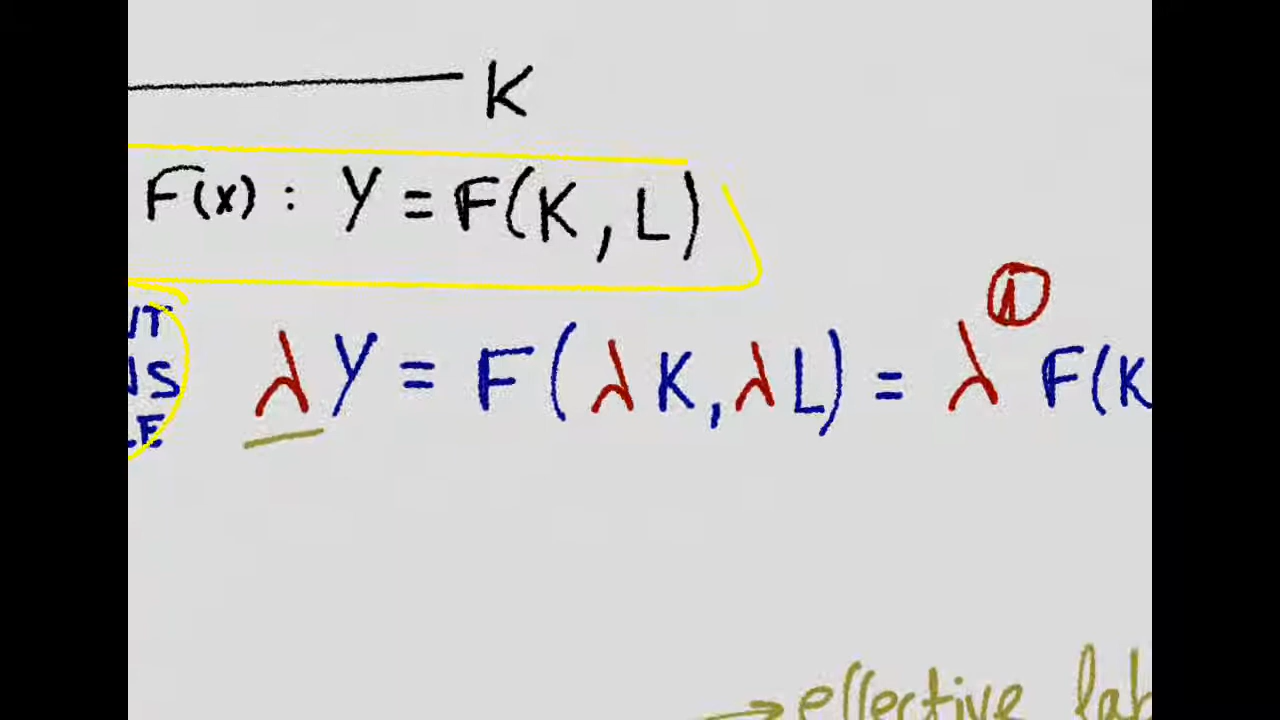 K
F(x) : Y = F(K, L)
λY = F(λK, λL) = λ¹ F(K
effective